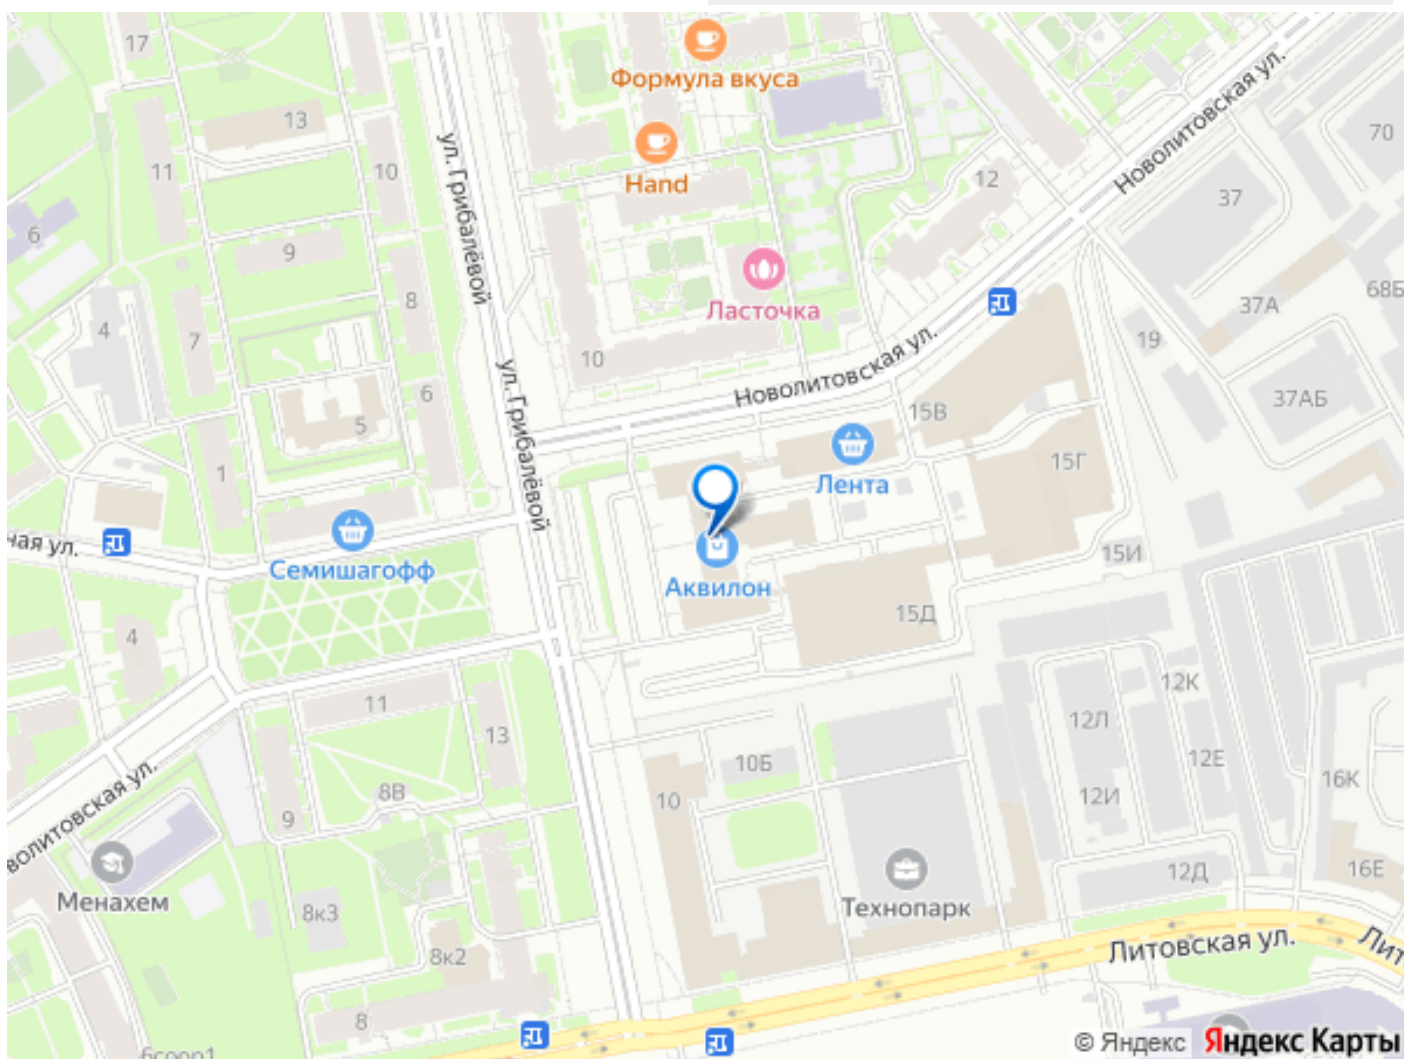 17
Формула вкуса
13
11
10
Hand
12
70
Новолитовская ул.
37
ул. Грибалёвой
6
9
Ласточка
8
4
7
10
37А
68Б
19
ул. Грибалёвой
Новолитовская ул.
6
5
15В
37АБ
1
Лента
15Г
ная ул.
Семишагофф
Аквилон
15И
15Д
4
11
13
12К
12Л
10Б
12Е
8В
10
12И
16К
9
волитовская ул.
Менахем
8к3
Технопарк
12Д
16Е
8к2
Литовская ул.
Лит
8
6соор1
© Яндекс Яндекс Карты